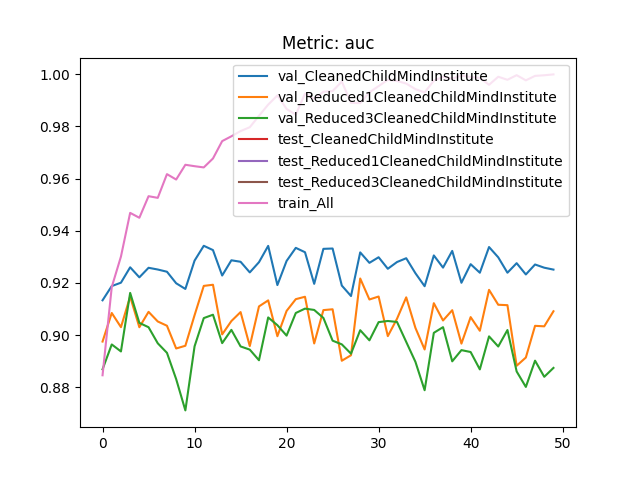 Metric: auc
1.00
0.98
0.96
0.94
0.92
0.90
0.88
val_CleanedChildMindInstitute
val_Reduced1CleanedChildMindInstitute
val_Reduced3CleanedChildMindInstitute
test_CleanedChildMindInstitute
test_Reduced1CleanedChildMindInstitute
test_Reduced3CleanedChildMindInstitute
train_All
0 10 20 30 40 50